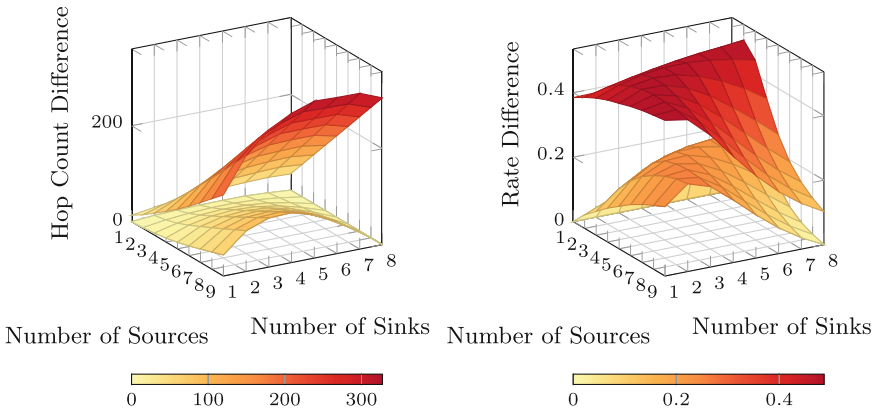 Hop Count Difference
200
0
1 2 3 4 5 6 7 8 9
1 2 3 4 5 6 7 8
Number of Sources
Number of Sinks
0 100 200 300
Rate Difference
0.4
0.2
0
1 2 3 4 5 6 7 8 9
1 2 3 4 5 6 7 8
Number of Sources
Number of Sinks
0 0.2 0.4